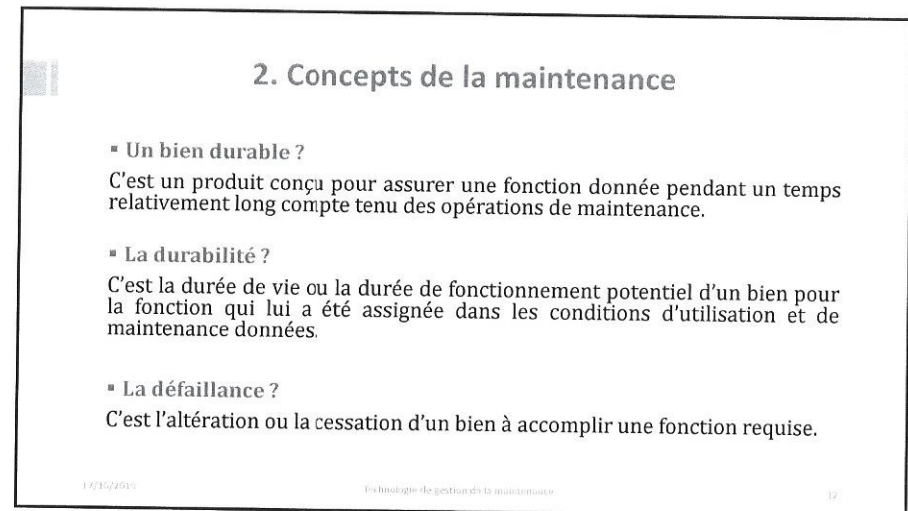 2. Concepts de la maintenance
▪ Un bien durable ?
C'est un produit conçu pour assurer une fonction donnée pendant un temps
relativement long compte tenu des opérations de maintenance.
▪ La durabilité ?
C'est la durée de vie ou la durée de fonctionnement potentiel d'un bien pour
la fonction qui lui a été assignée dans les conditions d'utilisation et de
maintenance données.
▪ La défaillance ?
C'est l'altération ou la cessation d'un bien à accomplir une fonction requise.
Technologie de gestion de la maintenance
12